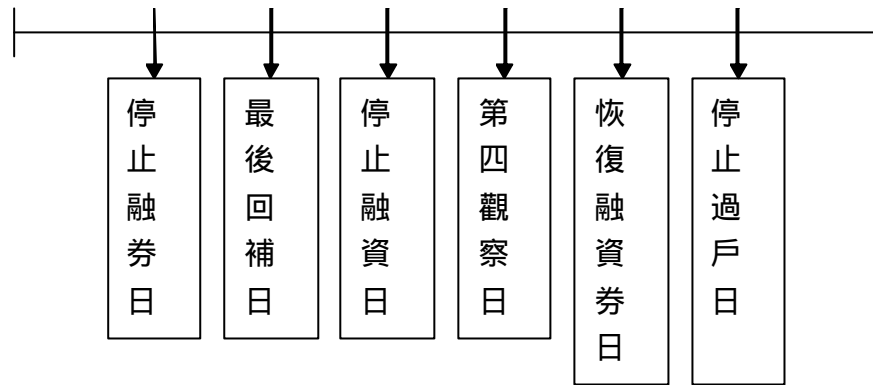 停止融券日
最後回補日
停止融資日
第四觀察日
恢復融資券日
停止過戶日